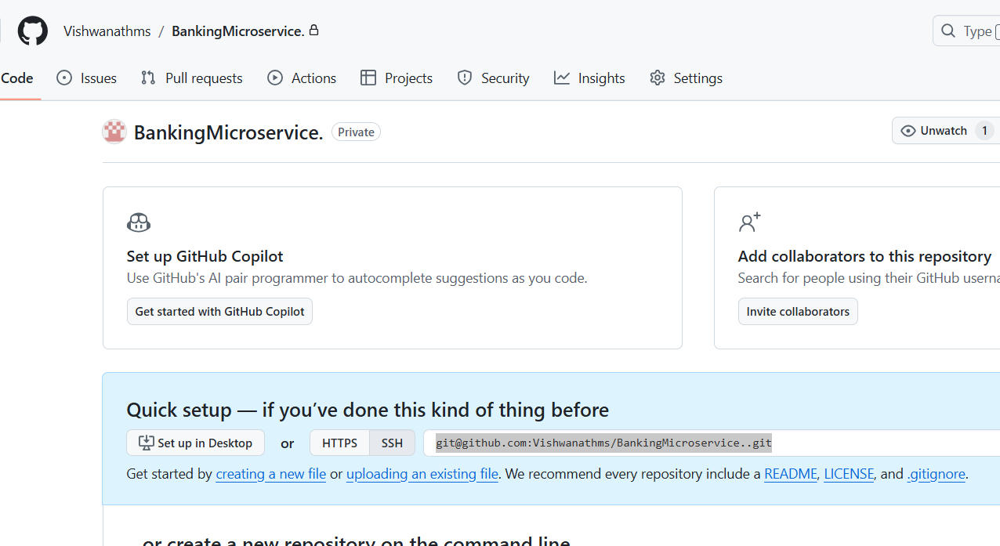 Vishwanathms / BankingMicroservice.
Type
Code Issues Pull requests Actions Projects Security Insights Settings
BankingMicroservice. Private
Unwatch 1
Set up GitHub Copilot
Use GitHub's AI pair programmer to autocomplete suggestions as you code.
Get started with GitHub Copilot
Add collaborators to this repository
Search for people using their GitHub userna
Invite collaborators
Quick setup — if you’ve done this kind of thing before
Set up in Desktop or HTTPS SSH git@github.com:Vishwanathms/BankingMicroservice..git
Get started by creating a new file or uploading an existing file. We recommend every repository include a README, LICENSE, and .gitignore.
or create a new repository on the command line